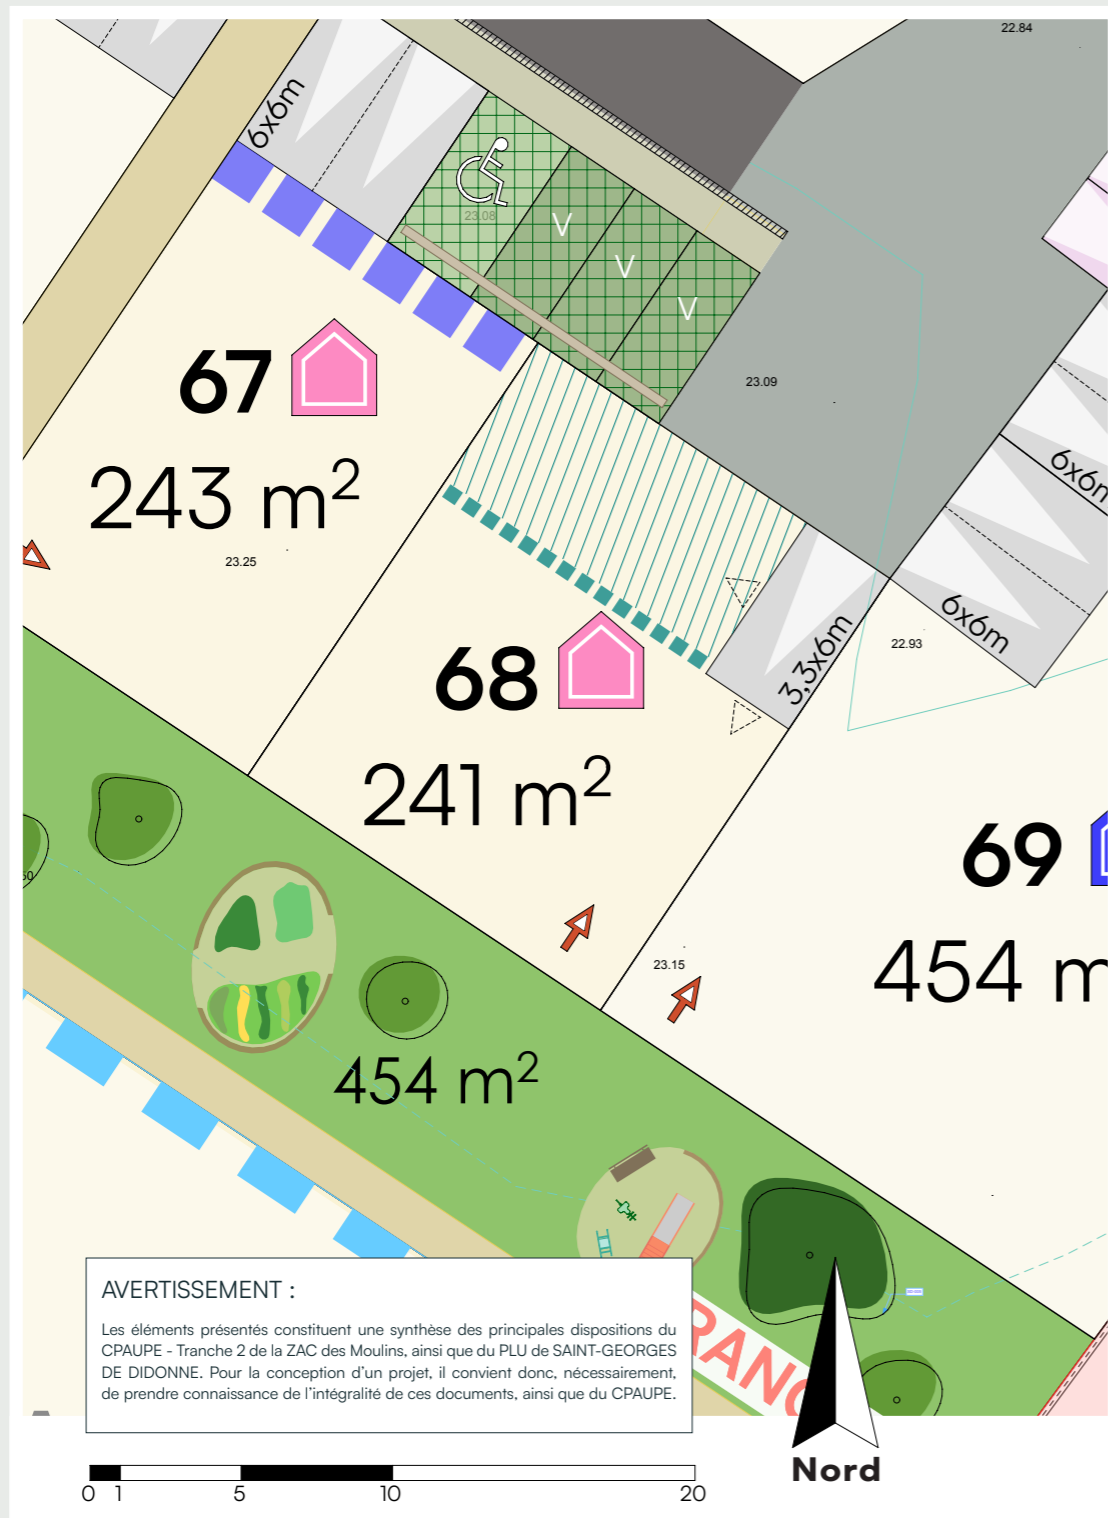 22.84
6x6m
23.08
V
V
V
67
243 m²
23.09
6x6m
23.25
6x6m
22.93
3,3x6m
68
241 m²
69
454 m
23.15
454 m²
AVERTISSEMENT :
Les éléments présentés constituent une synthèse des principales dispositions du
CPAUPE - Tranche 2 de la ZAC des Moulins, ainsi que du PLU de SAINT-GEORGES
DE DIDONNE. Pour la conception d'un projet, il convient donc, nécessairement,
de prendre connaissance de l'intégralité de ces documents, ainsi que du CPAUPE.
RANC
Nord
0 1 5 10 20